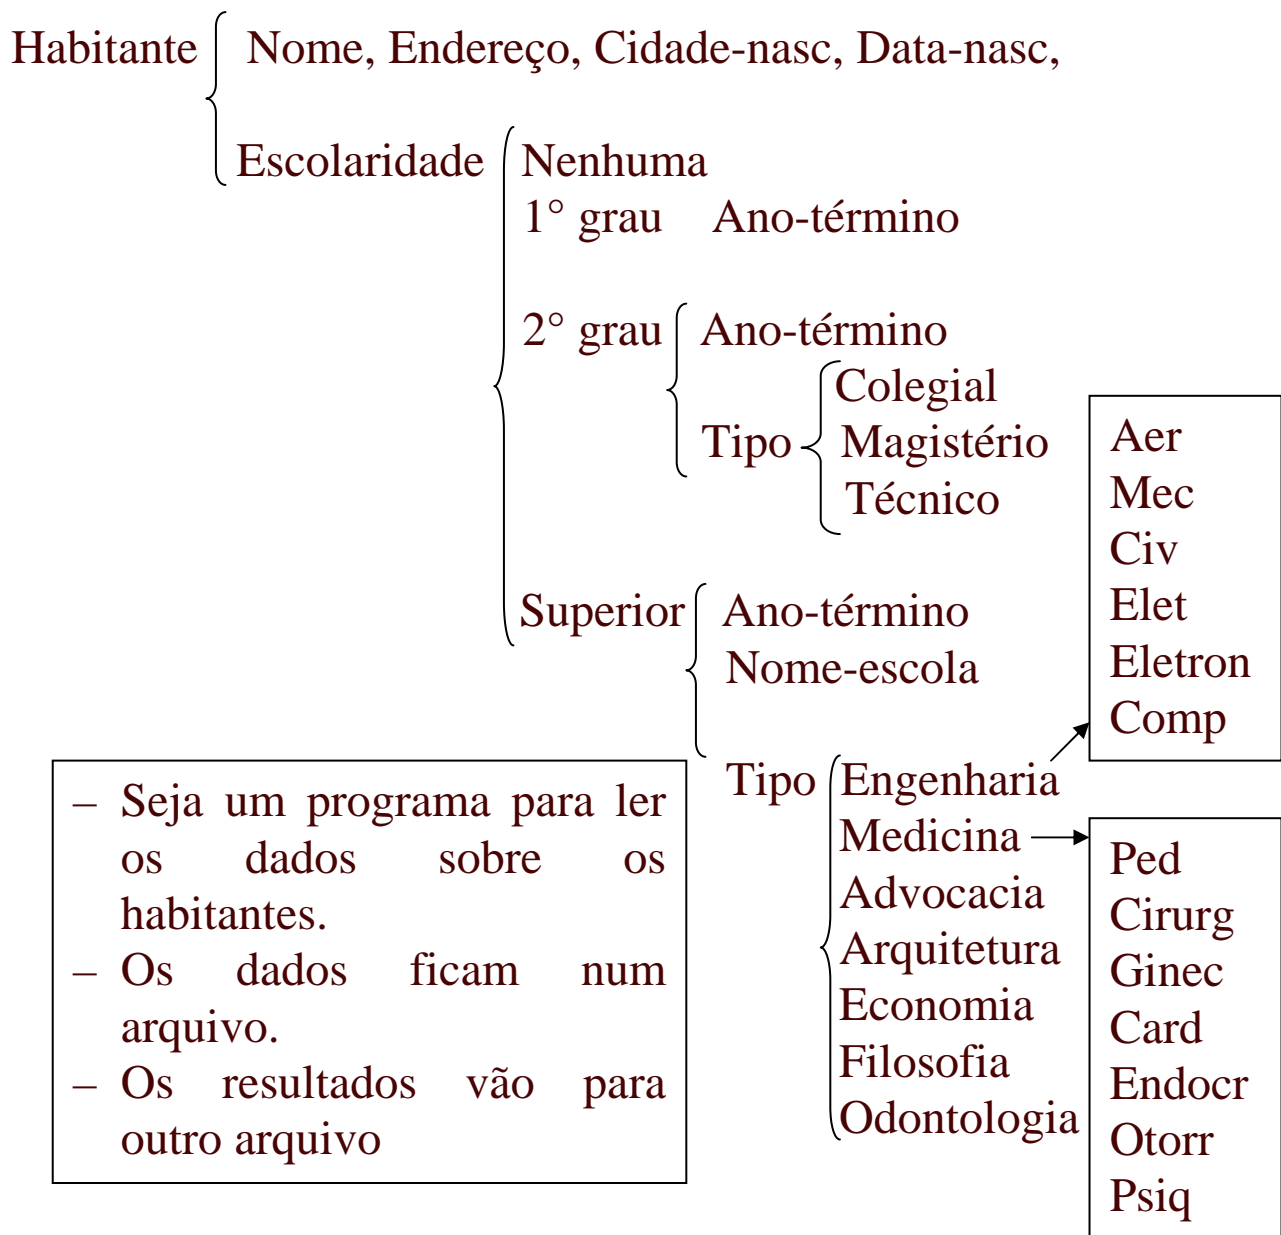 Habitante Nome, Endereço, Cidade-nasc, Data-nasc,
Escolaridade Nenhuma
1° grau Ano-término
2° grau Ano-término
Colegial
Tipo Magistério
Técnico
Superior Ano-término
Nome-escola
Tipo Engenharia
Medicina
Advocacia
Arquitetura
Economia
Filosofia
Odontologia
Aer
Mec
Civ
Elet
Eletron
Comp
Ped
Cirurg
Ginec
Card
Endocr
Otorr
Psiq
– Seja um programa para ler
os dados sobre os
habitantes.
– Os dados ficam num
arquivo.
– Os resultados vão para
outro arquivo